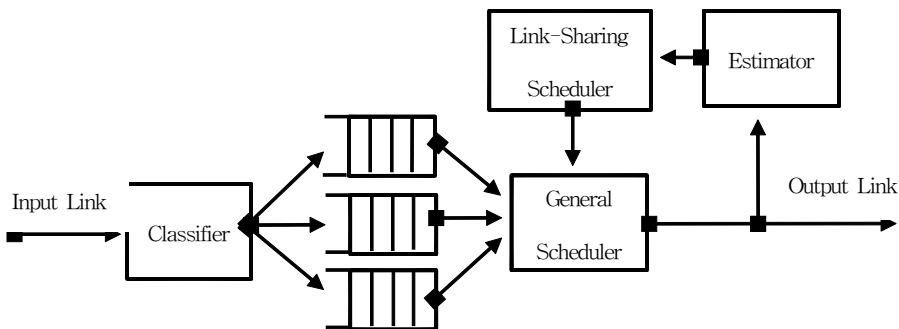 Link-Sharing
Scheduler
Estimator
Input Link
Classifier
General
Scheduler
Output Link